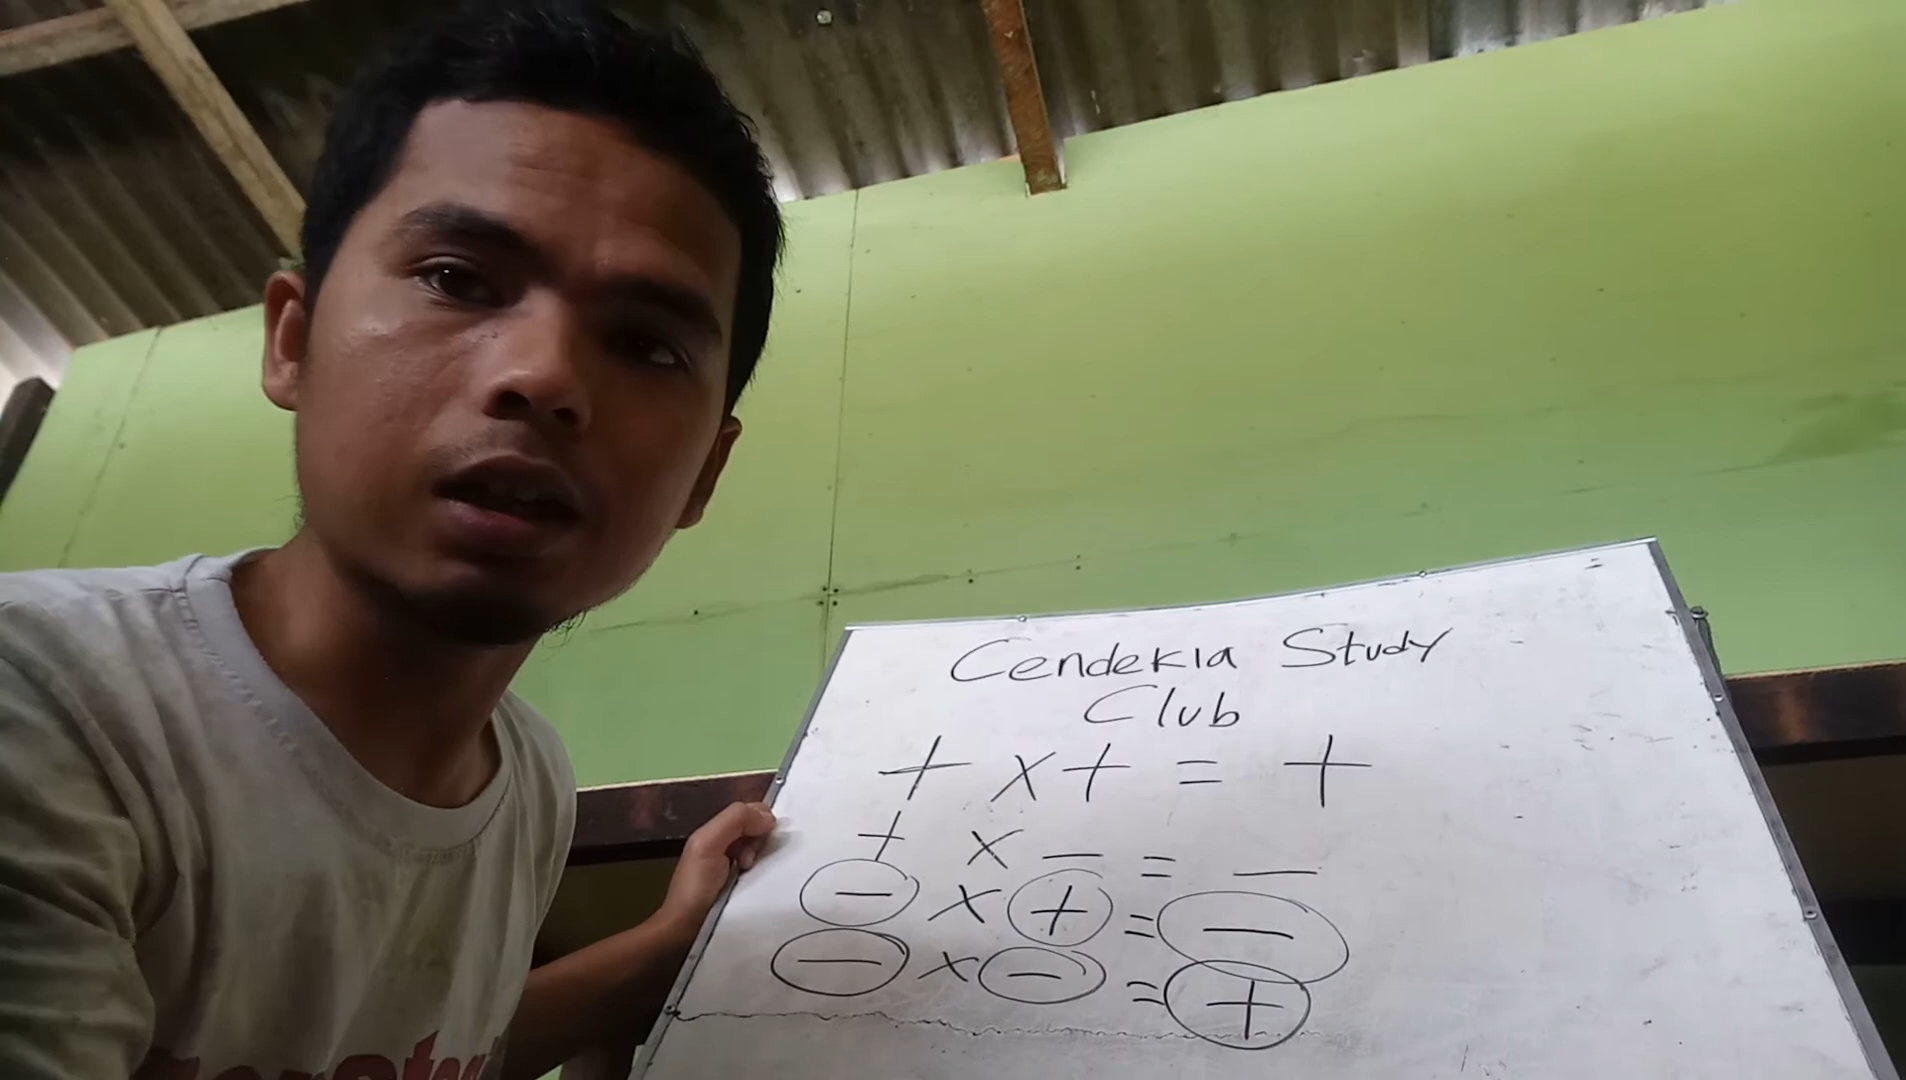 Cendekia Study
Club
+ x + = +
+ x - = -
- x + = -
- x - = +